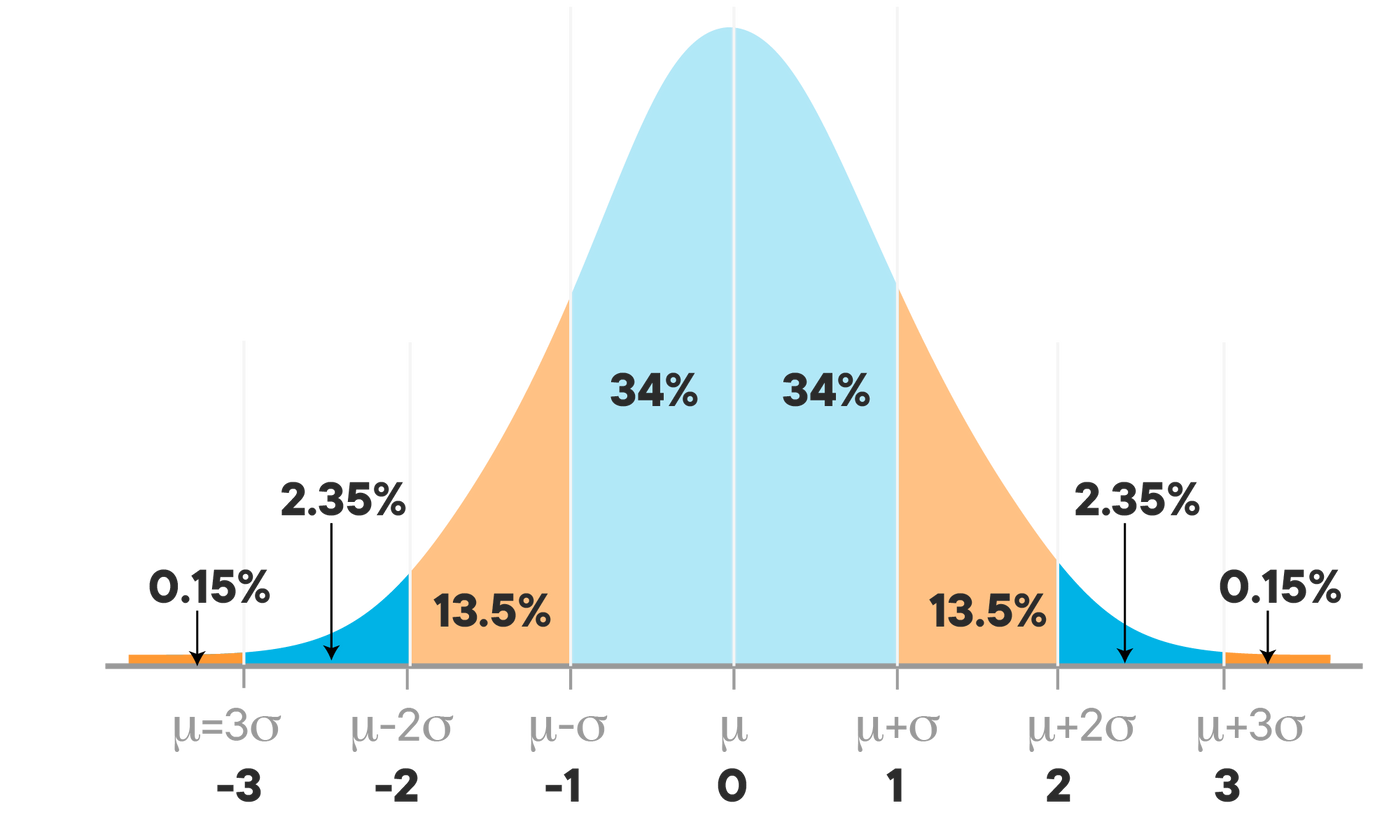 34% 34%
2.35% 2.35%
0.15% 0.15%
13.5% 13.5%
μ=3σ μ-2σ μ-σ μ μ+σ μ+2σ μ+3σ
-3 -2 -1 0 1 2 3